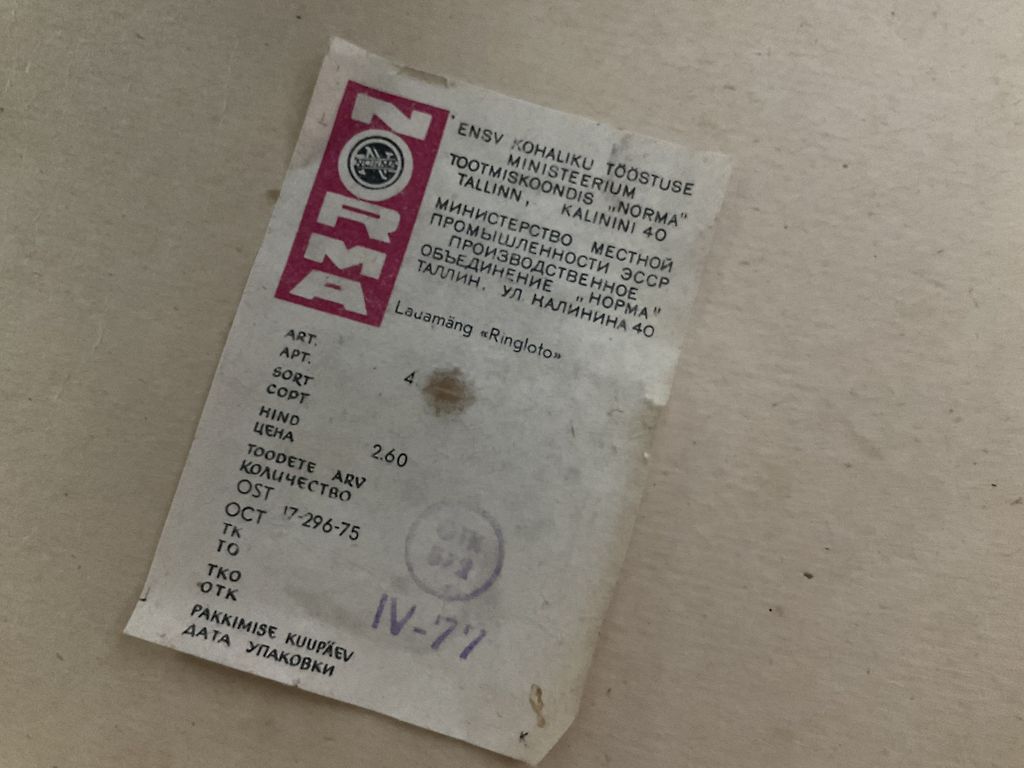 NORMA
ENSV KOHALIKU TÖÖSTUSE
MINISTEERIUM
TOOTMISKOONDIS „NORMA"
TALLINN, KALININI 40
МИНИСТЕРСТВО МЕСТНОЙ
ПРОМЫШЛЕННОСТИ ЭССР
ПРОИЗВОДСТВЕННОЕ
ОБЪЕДИНЕНИЕ „НОРМА"
ТАЛЛИН. УЛ КАЛИНИНА 40
Lauamäng «Ringloto»
ART.
АРТ. 4
SORT
СОРТ
HIND
ЦЕНА 2.60
TOODETE ARV
КОЛИЧЕСТВО
OST
ОСТ 17-296-75
TK
ТО
TKO
ОТК
IV-77
PAKKIMISE KUUPÄEV
ДАТА УПАКОВКИ
K